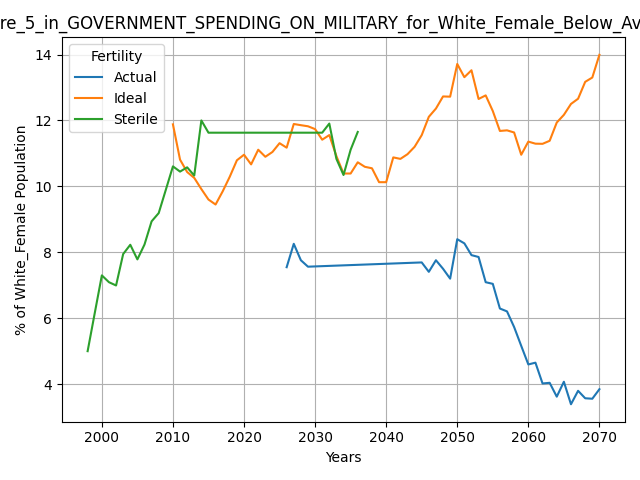 re_5_in_GOVERNMENT_SPENDING_ON_MILITARY_for_White_Female_Below_Av
Fertility
Actual
Ideal
Sterile
14
12
10
8
6
4
% of White_Female Population
2000 2010 2020 2030 2040 2050 2060 2070
Years